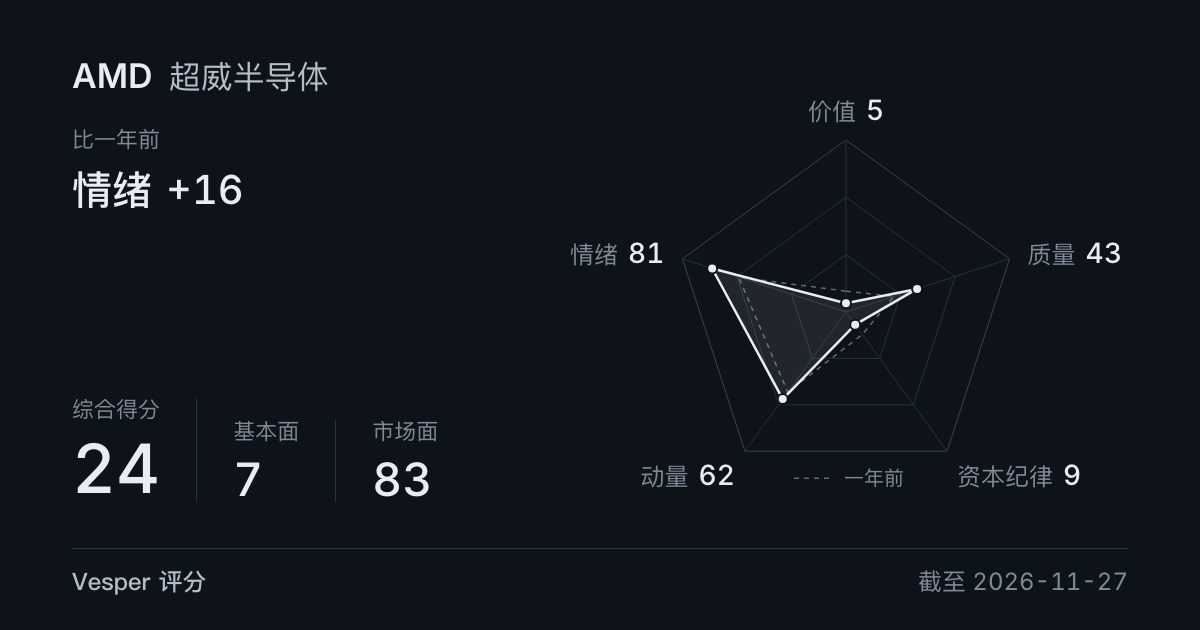 AMD 超威半导体
比一年前
情绪 +16
价值 5
情绪 81
质量 43
动量 62
一年前
资本纪律 9
综合得分
24
基本面
7
市场面
83
Vesper 评分
截至 2026-11-27